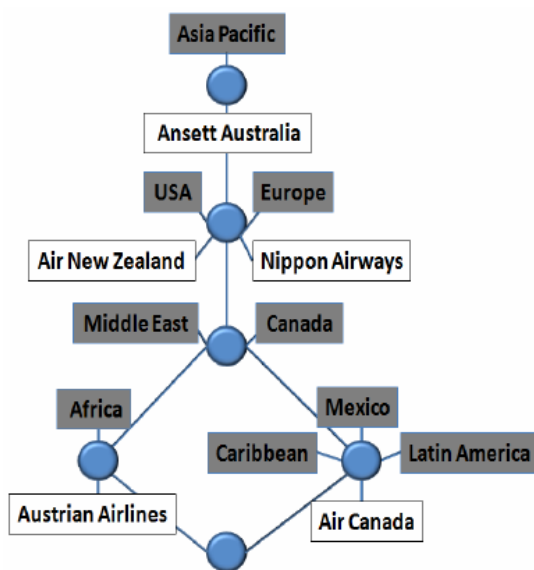 Asia Pacific
Ansett Australia
USA
Europe
Air New Zealand
Nippon Airways
Middle East
Canada
Africa
Mexico
Caribbean
Latin America
Austrian Airlines
Air Canada